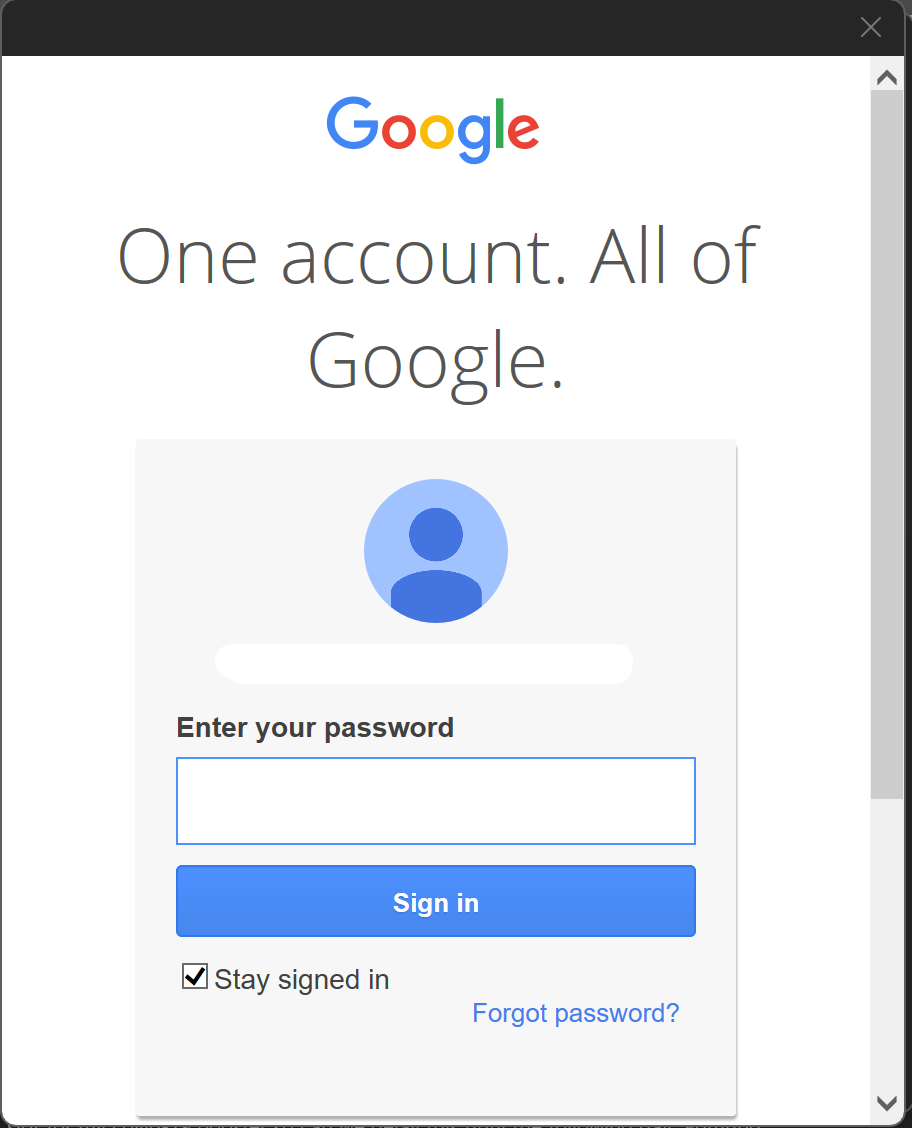 Google
One account. All of
Google.
Enter your password
Sign in
Stay signed in
Forgot password?